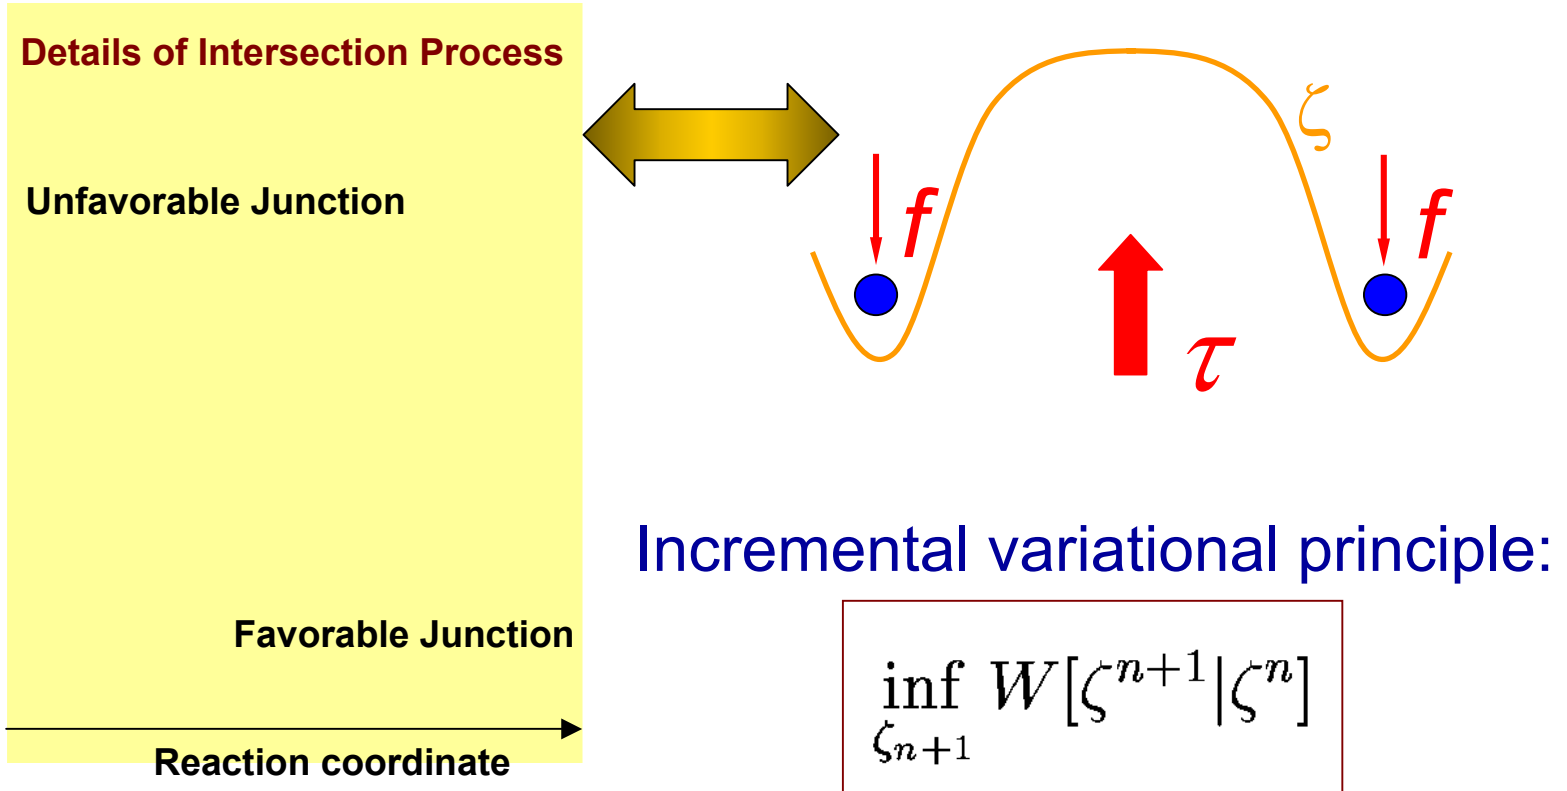 Details of Intersection Process
Unfavorable Junction
Favorable Junction
Reaction coordinate
ζ
f
f
τ
Incremental variational principle:
inf W[ζ^{n+1}|ζ^n]
ζ_{n+1}